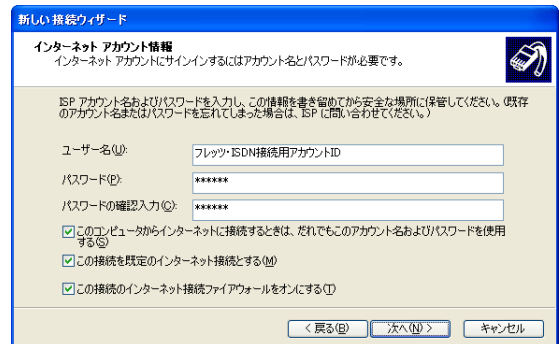 新しい接続ウィザード
インターネット アカウント情報
インターネット アカウントにサインインするにはアカウント名とパスワードが必要です。
ISP アカウント名およびパスワードを入力し、この情報を書き留めてから安全な場所に保管してください。(既存
のアカウント名またはパスワードを忘れてしまった場合は、ISP に問い合わせてください。)
ユーザー名(U):
フレッツ・ISDN接続用アカウントID
パスワード(P):
******
パスワードの確認入力(C):
******
このコンピュータからインターネットに接続するときは、だれでもこのアカウント名およびパスワードを使用
する(S)
この接続を既定のインターネット接続とする(M)
この接続のインターネット接続ファイアウォールをオンにする(T)
< 戻る(B)
次へ(N) >
キャンセル